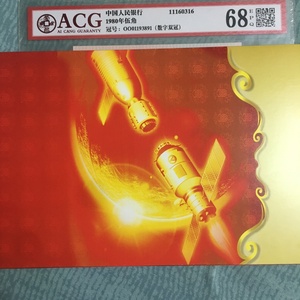 ACG
AI CANG GUARANTY
中国人民银行 11160316
1980年伍角
冠号：OO01193891（数字双冠）
68